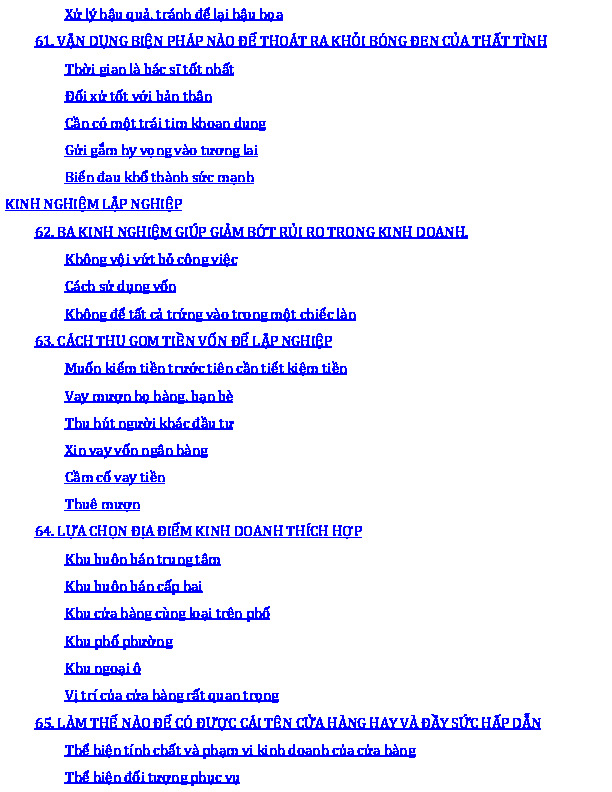 Xử lý hậu quả, tránh để lại hậu họa
61. VẬN DỤNG BIỆN PHÁP NÀO ĐỂ THOÁT RA KHỎI BÓNG ĐEN CỦA THẤT TÌNH
Thời gian là bác sĩ tốt nhất
Đối xử tốt với bản thân
Cần có một trái tim khoan dung
Gửi gắm hy vọng vào tương lai
Biến đau khổ thành sức mạnh
KINH NGHIỆM LẬP NGHIỆP
62. BA KINH NGHIỆM GIÚP GIẢM BỚT RỦI RO TRONG KINH DOANH.
Không vội vứt bỏ công việc
Cách sử dụng vốn
Không để tất cả trứng vào trong một chiếc làn
63. CÁCH THU GOM TIỀN VỐN ĐỂ LẬP NGHIỆP
Muốn kiếm tiền trước tiên cần tiết kiệm tiền
Vay mượn họ hàng, bạn bè
Thu hút người khác đầu tư
Xin vay vốn ngân hàng
Cầm cố vay tiền
Thuê mượn
64. LỰA CHỌN ĐỊA ĐIỂM KINH DOANH THÍCH HỢP
Khu buôn bán trung tâm
Khu buôn bán cấp hai
Khu cửa hàng cùng loại trên phố
Khu phố phường
Khu ngoại ô
Vị trí của cửa hàng rất quan trọng
65. LÀM THẾ NÀO ĐỂ CÓ ĐƯỢC CÁI TÊN CỬA HÀNG HAY VÀ ĐẦY SỨC HẤP DẪN
Thể hiện tính chất và phạm vi kinh doanh của cửa hàng
Thể hiện đối tượng phục vụ